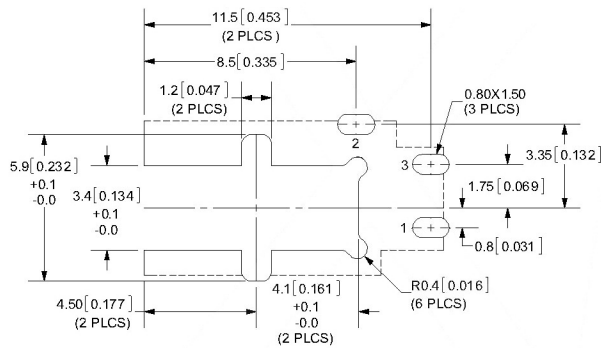 11.5[0.453]
(2 PLCS)
8.5[0.335]
1.2[0.047]
(2 PLCS)
0.80X1.50
(3 PLCS)
2
5.9[0.232]
+0.1
-0.0
3.4[0.134]
+0.1
-0.0
3
3.35[0.132]
1.75[0.069]
1
0.8[0.031]
4.50[0.177]
(2 PLCS)
4.1[0.161]
+0.1
-0.0
(2 PLCS)
R0.4[0.016]
(6 PLCS)